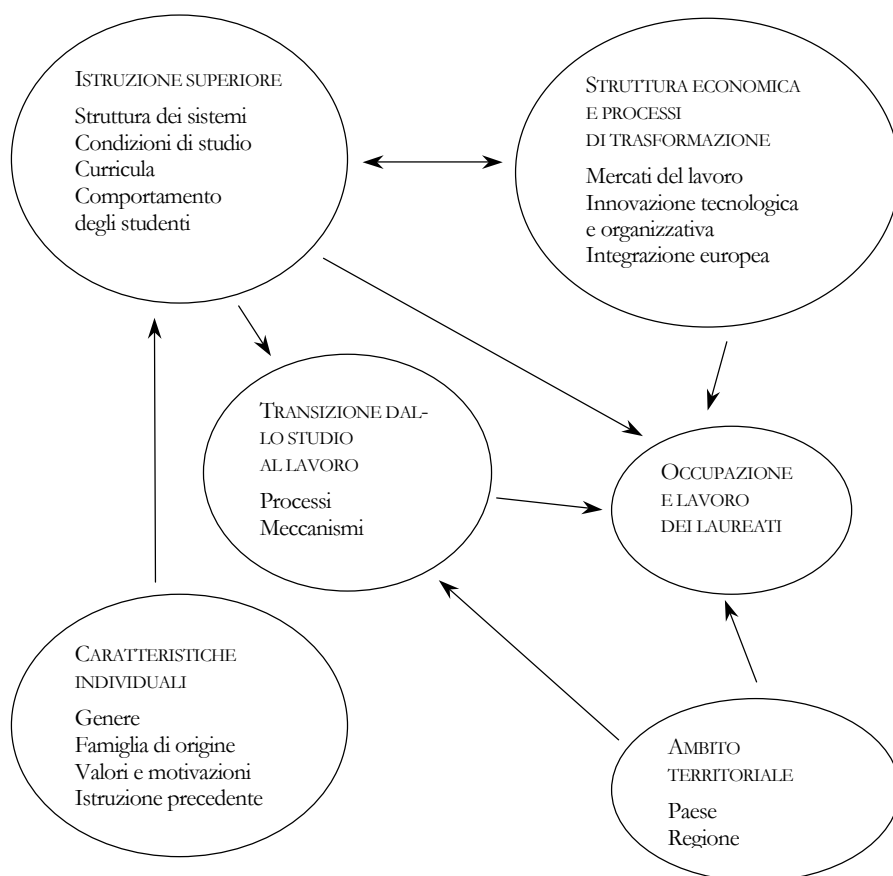 ISTRUZIONE SUPERIORE
Struttura dei sistemi
Condizioni di studio
Curricula
Comportamento
degli studenti
STRUTTURA ECONOMICA
E PROCESSI
DI TRASFORMAZIONE
Mercati del lavoro
Innovazione tecnologica
e organizzativa
Integrazione europea
TRANSIZIONE DAL-
LO STUDIO
AL LAVORO
Processi
Meccanismi
OCCUPAZIONE
E LAVORO
DEI LAUREATI
CARATTERISTICHE
INDIVIDUALI
Genere
Famiglia di origine
Valori e motivazioni
Istruzione precedente
AMBITO
TERRITORIALE
Paese
Regione